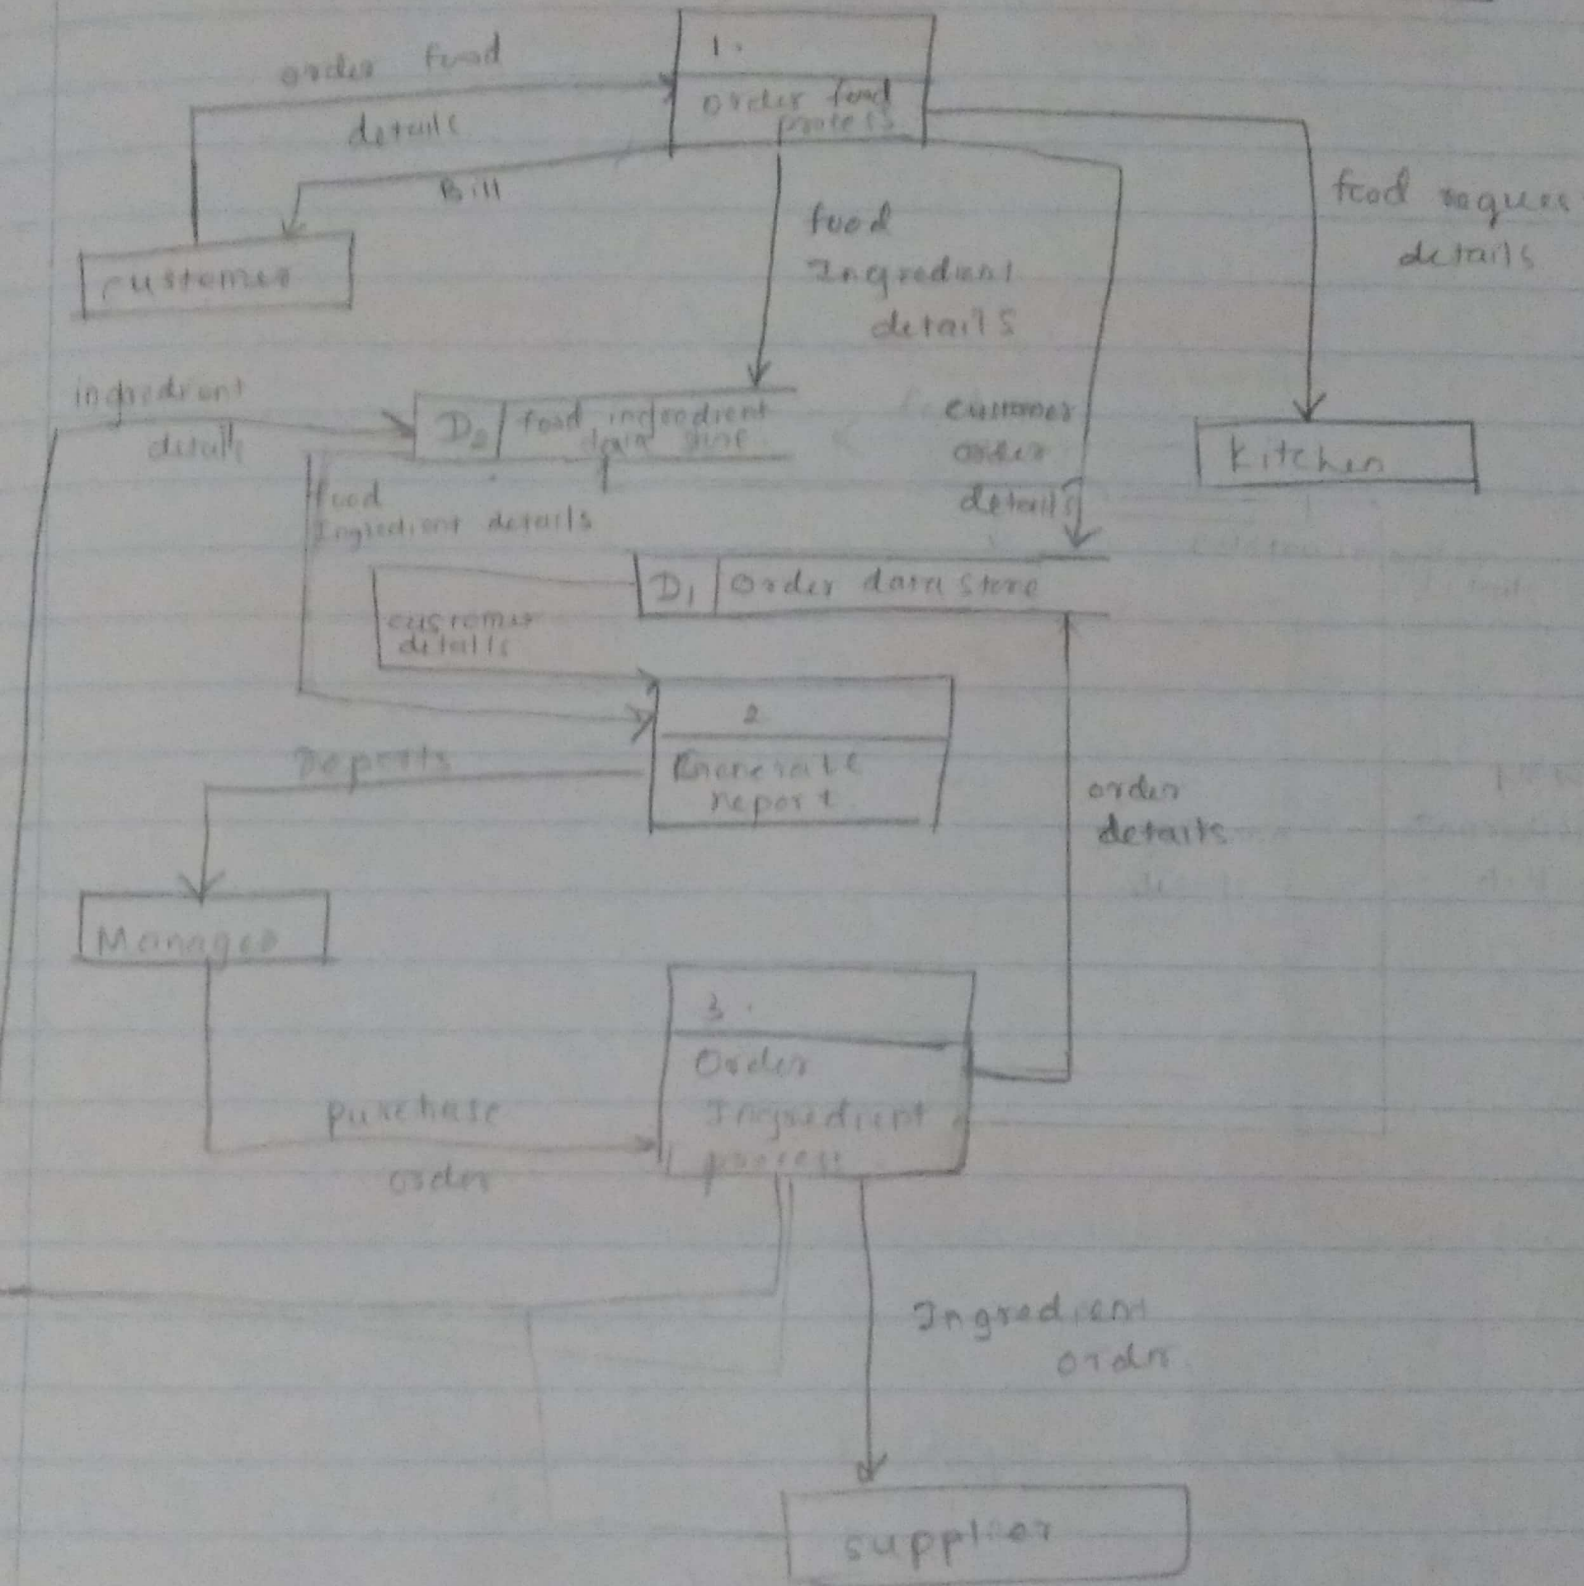 1.
order food
details
order food
process
Bill
customer
food
Ingredient
details
food reques
details
ingredient
details
D2 food ingredient
data store
customer
order
details
kitchen
food
Ingredient details
D1 Order data store
customer
details
2
Generate
report
Reports
order
details
Manager
3.
Order
Ingredient
process
purchase
order
Ingredient
order
supplier